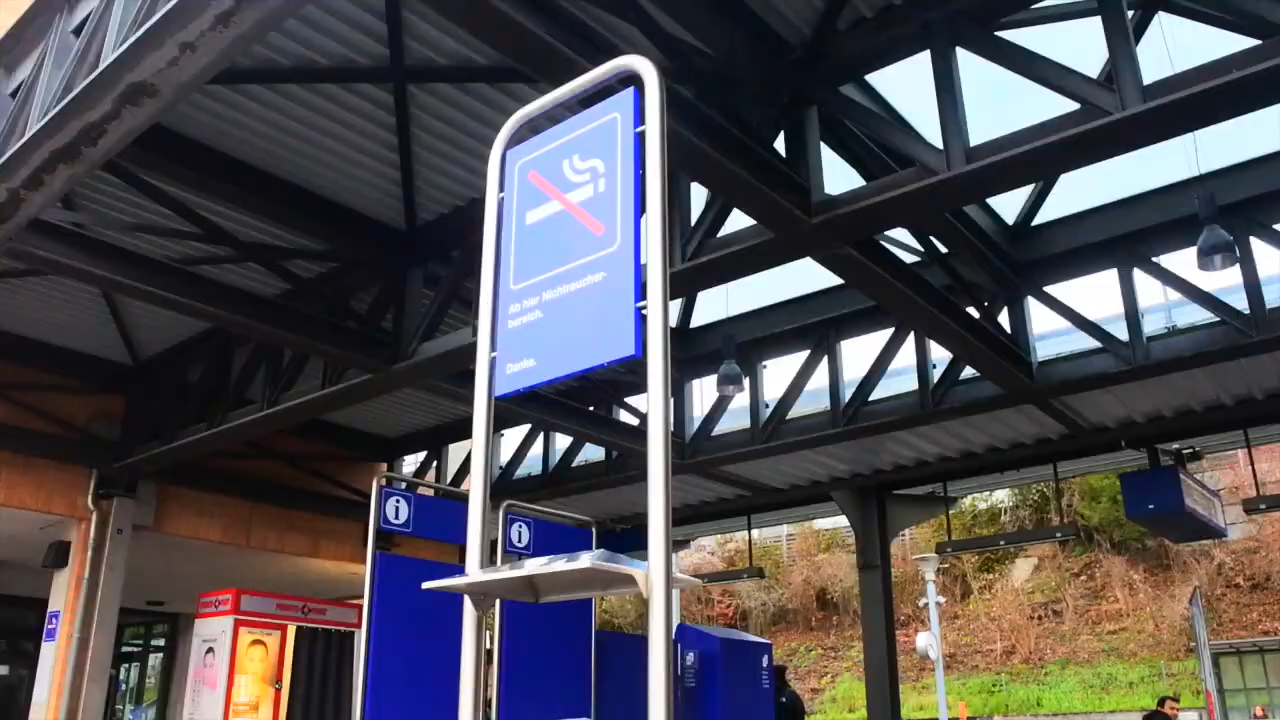 Ab hier Nichtraucher-
bereich.
Danke.
i
i